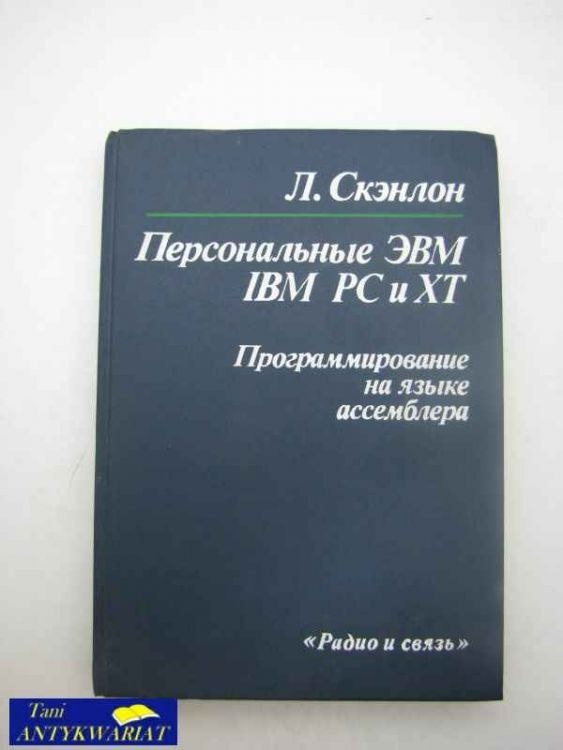 Л. Скэнлон
Персональные ЭВМ
IBM PC и XT
Программирование
на языке
ассемблера
«Радио и связь»
Tani
ANTYKWARIAT